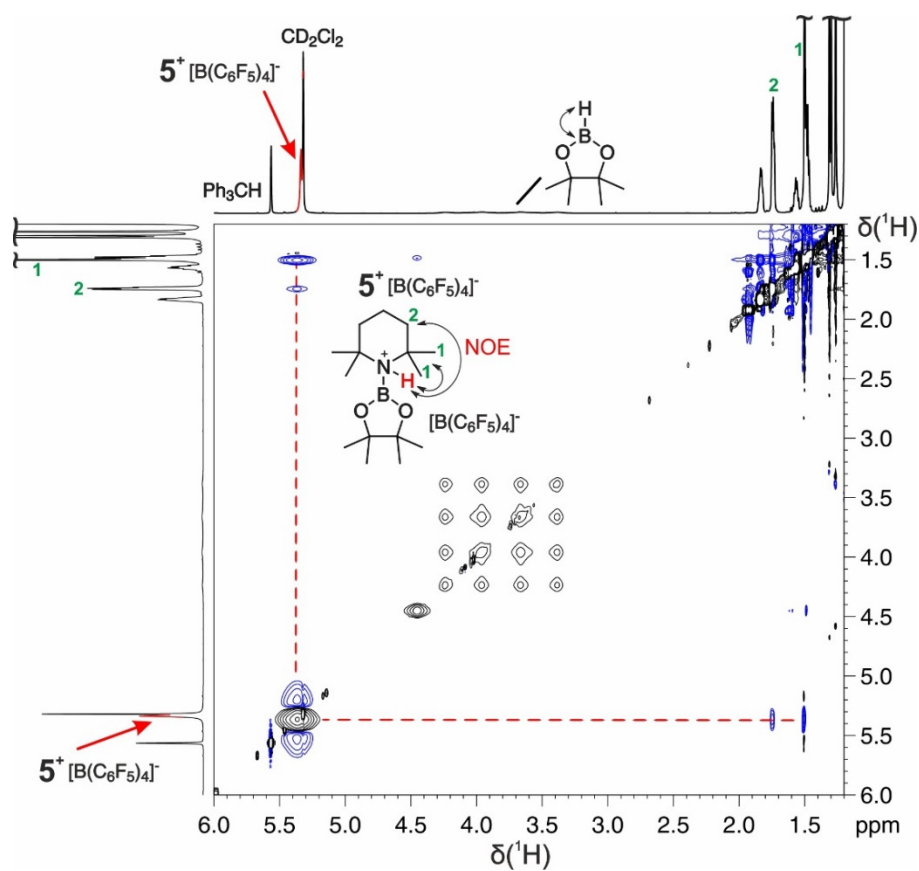 CD₂Cl₂
5⁺ [B(C₆F₅)₄]⁻
Ph₃CH
H
B
O O
2
1
δ(¹H)
1
2
5⁺ [B(C₆F₅)₄]⁻
2
1
NOE
+
N H 1
B
O O
[B(C₆F₅)₄]⁻
5⁺ [B(C₆F₅)₄]⁻
1.5
2.0
2.5
3.0
3.5
4.0
4.5
5.0
5.5
6.0
6.0 5.5 5.0 4.5 4.0 3.5 3.0 2.5 2.0 1.5 ppm
δ(¹H)